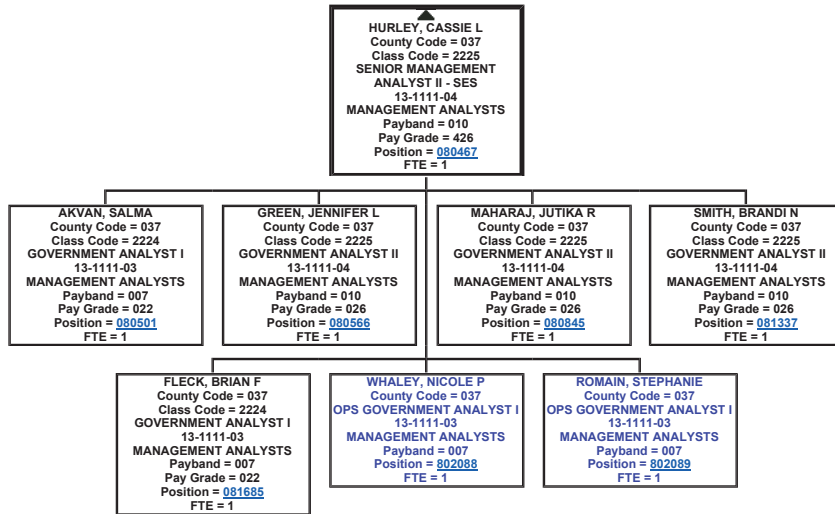 HURLEY, CASSIE L
County Code = 037
Class Code = 2225
SENIOR MANAGEMENT
ANALYST II - SES
13-1111-04
MANAGEMENT ANALYSTS
Payband = 010
Pay Grade = 426
Position = 080467
FTE = 1
AKVAN, SALMA
County Code = 037
Class Code = 2224
GOVERNMENT ANALYST I
13-1111-03
MANAGEMENT ANALYSTS
Payband = 007
Pay Grade = 022
Position = 080501
FTE = 1
GREEN, JENNIFER L
County Code = 037
Class Code = 2225
GOVERNMENT ANALYST II
13-1111-04
MANAGEMENT ANALYSTS
Payband = 010
Pay Grade = 026
Position = 080566
FTE = 1
MAHARAJ, JUTIKA R
County Code = 037
Class Code = 2225
GOVERNMENT ANALYST II
13-1111-04
MANAGEMENT ANALYSTS
Payband = 010
Pay Grade = 026
Position = 080845
FTE = 1
SMITH, BRANDI N
County Code = 037
Class Code = 2225
GOVERNMENT ANALYST II
13-1111-04
MANAGEMENT ANALYSTS
Payband = 010
Pay Grade = 026
Position = 081337
FTE = 1
FLECK, BRIAN F
County Code = 037
Class Code = 2224
GOVERNMENT ANALYST I
13-1111-03
MANAGEMENT ANALYSTS
Payband = 007
Pay Grade = 022
Position = 081685
FTE = 1
WHALEY, NICOLE P
County Code = 037
OPS GOVERNMENT ANALYST I
13-1111-03
MANAGEMENT ANALYSTS
Payband = 007
Position = 802088
FTE = 1
ROMAIN, STEPHANIE
County Code = 037
OPS GOVERNMENT ANALYST I
13-1111-03
MANAGEMENT ANALYSTS
Payband = 007
Position = 802089
FTE = 1